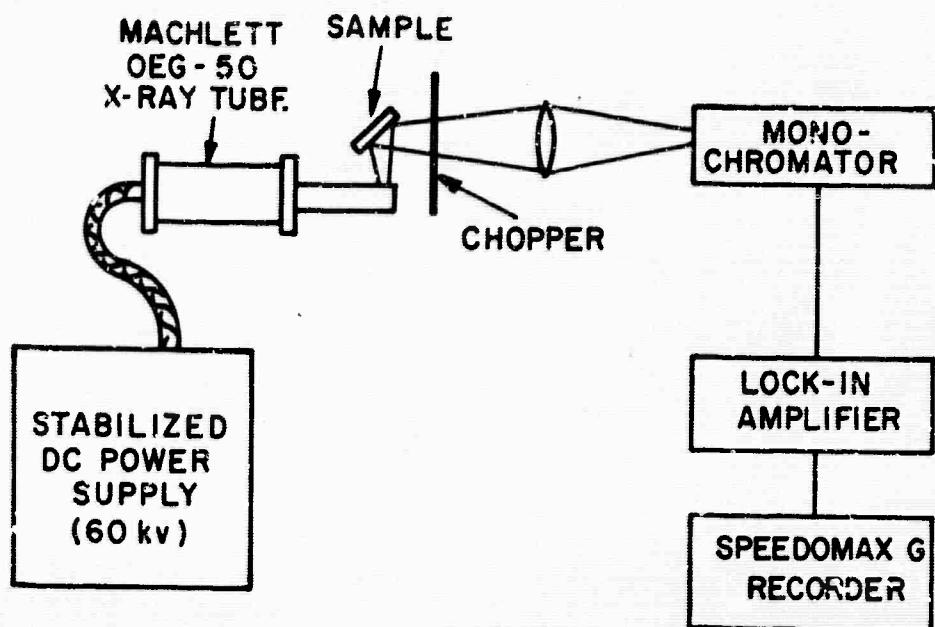 MACHLETT
OEG-50
X-RAY TUBE
SAMPLE
CHOPPER
MONO-
CHROMATOR
STABILIZED
DC POWER
SUPPLY
(60 kv)
LOCK-IN
AMPLIFIER
SPEEDOMAX G
RECORDER